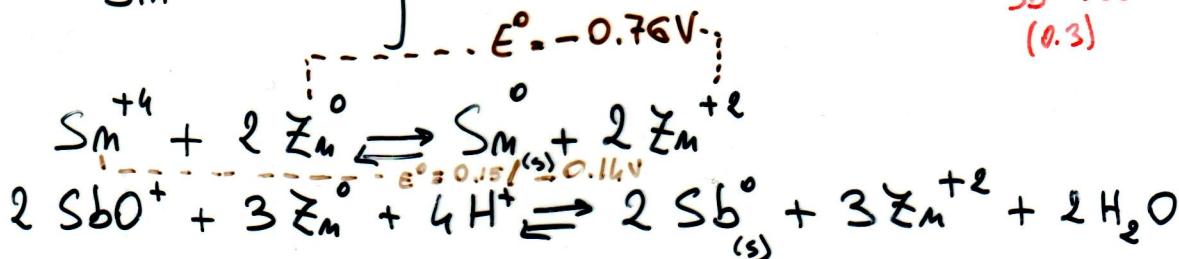 E° = -0.76V
(0.3)
Sn⁺⁴ + 2 Zn⁰ ⇌ Sn⁰(s) + 2 Zn⁺²
E° = 0.15/-0.14V
2 SbO⁺ + 3 Zn⁰ + 4H⁺ ⇌ 2 Sb⁰(s) + 3 Zn⁺² + 2 H₂O